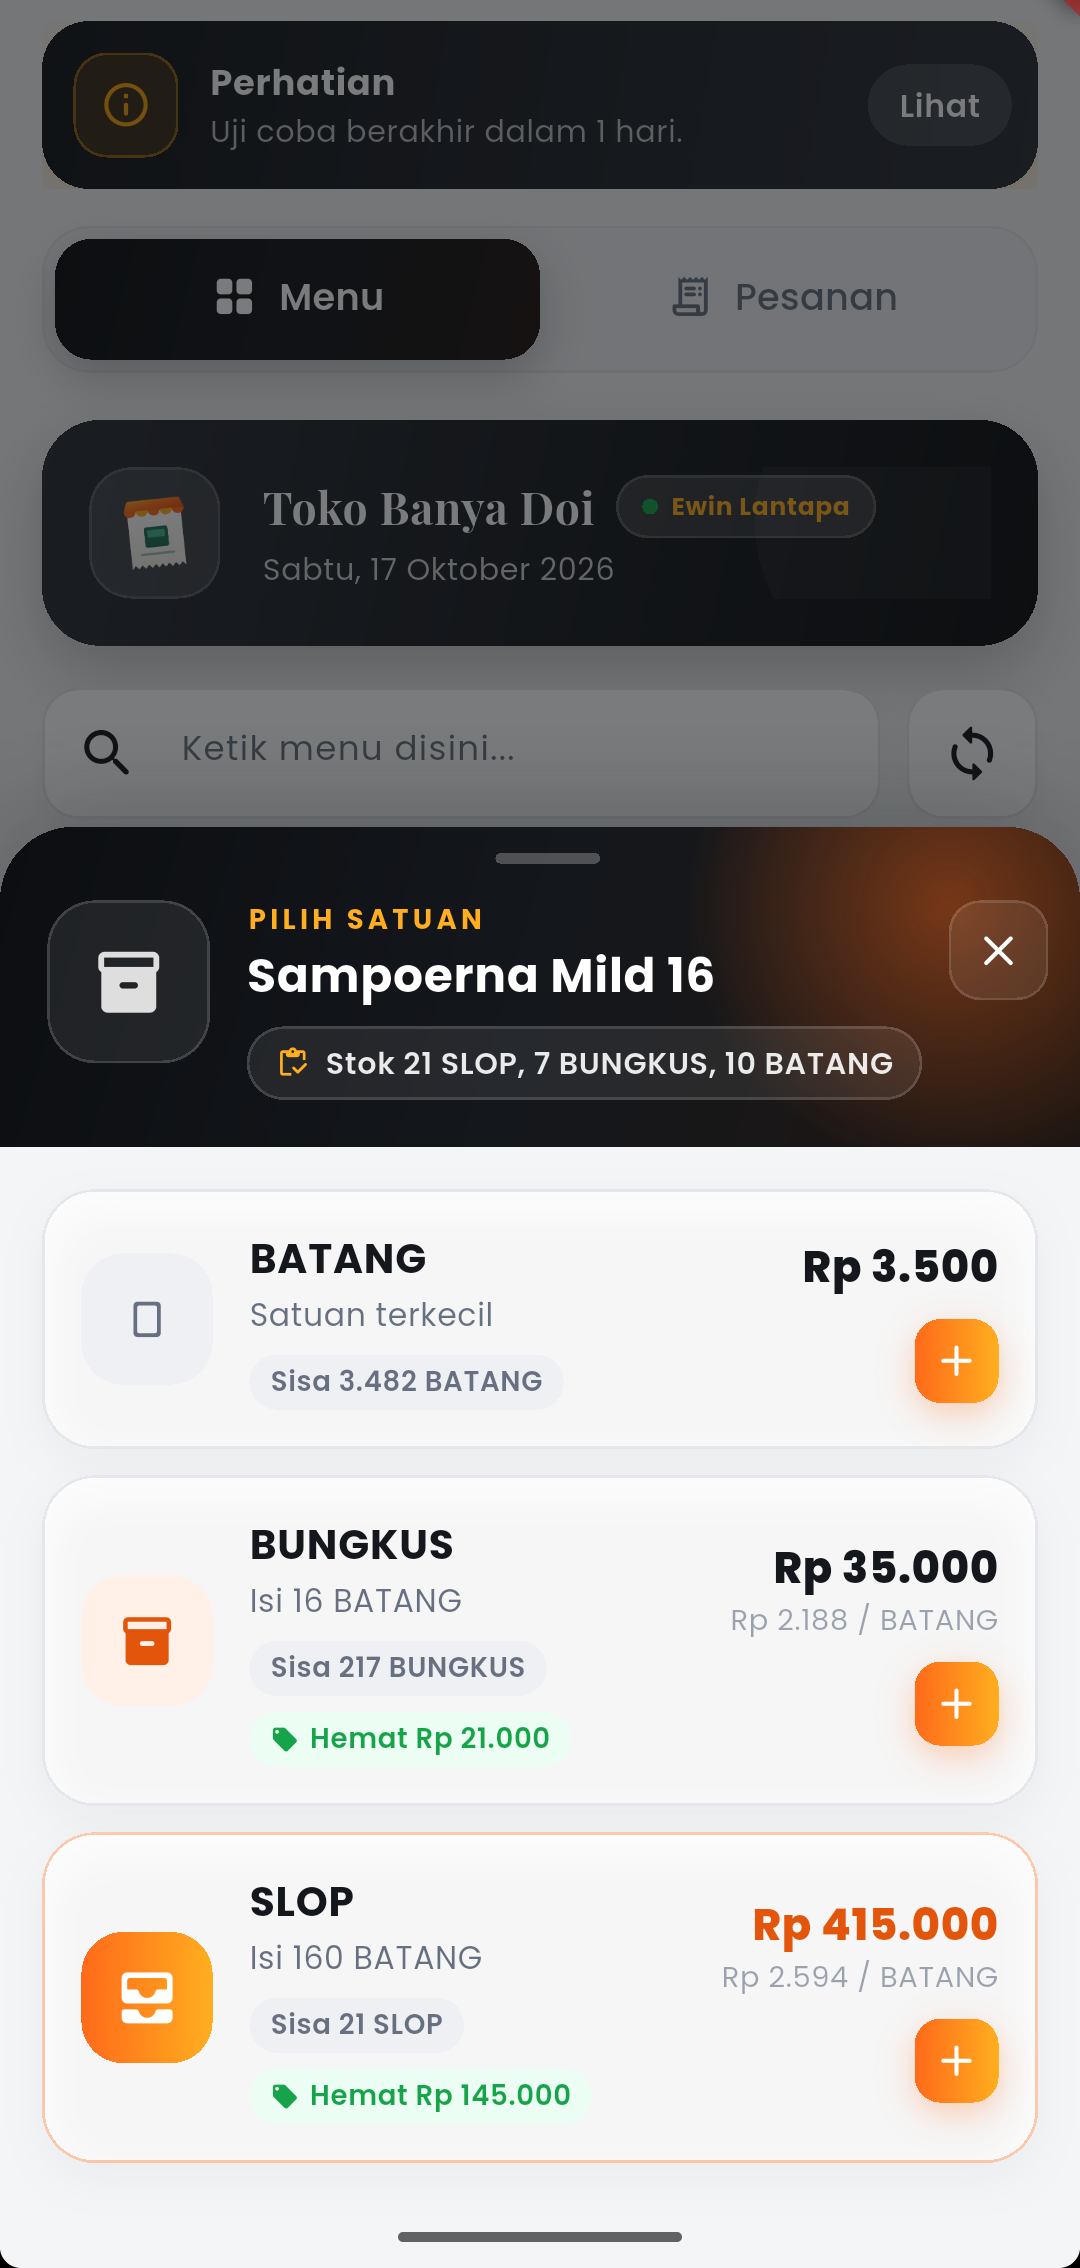 Perhatian
Uji coba berakhir dalam 1 hari.
Lihat
Menu
Pesanan
Toko Banya Doi
Ewin Lantapa
Sabtu, 17 Oktober 2026
Ketik menu disini...
PILIH SATUAN
Sampoerna Mild 16
Stok 21 SLOP, 7 BUNGKUS, 10 BATANG
BATANG
Satuan terkecil
Sisa 3.482 BATANG
Rp 3.500
BUNGKUS
Isi 16 BATANG
Sisa 217 BUNGKUS
Hemat Rp 21.000
Rp 35.000
Rp 2.188 / BATANG
SLOP
Isi 160 BATANG
Sisa 21 SLOP
Hemat Rp 145.000
Rp 415.000
Rp 2.594 / BATANG